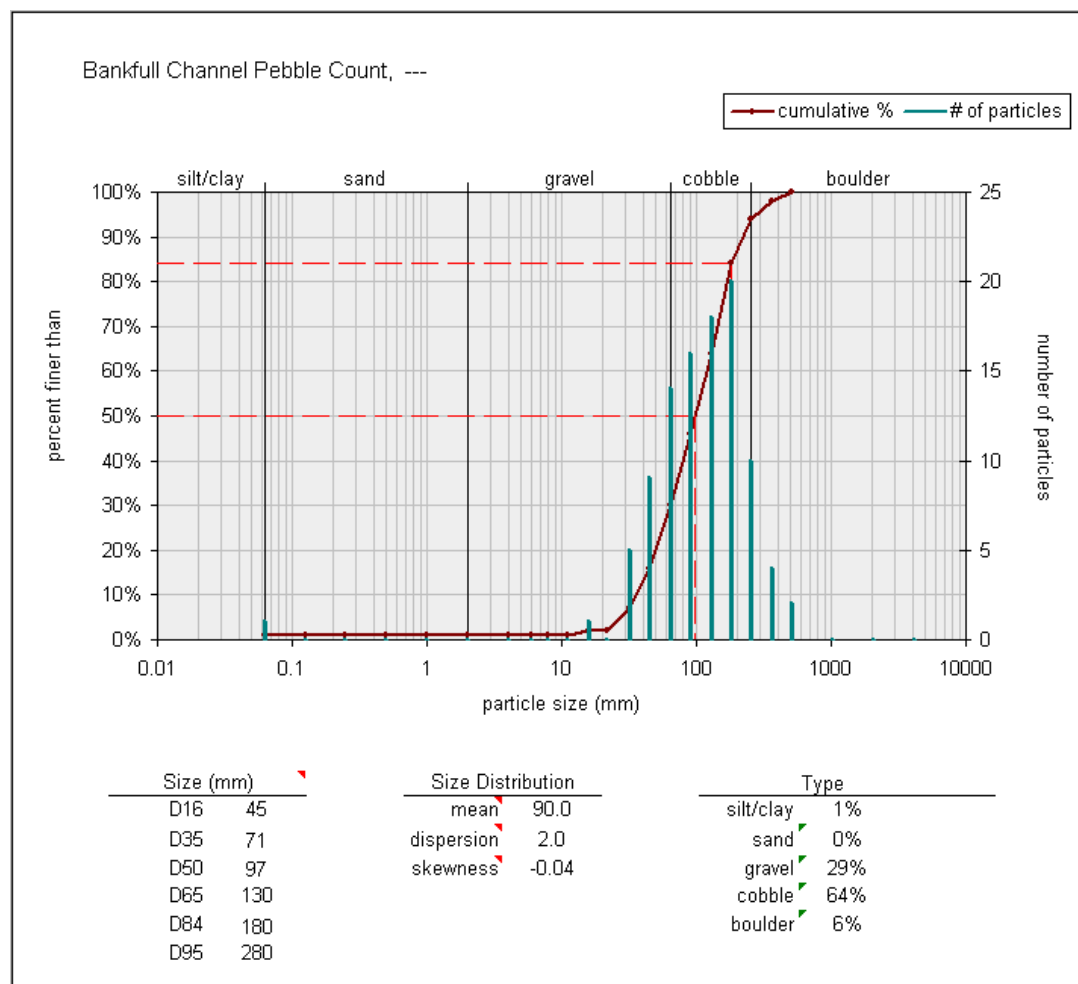 Bankfull Channel Pebble Count, ---
cumulative % # of particles
silt/clay sand gravel cobble boulder
100% 25
90%
80% 20
70%
60% 15
50%
40% 10
30%
20% 5
10%
0% 0
percent finer than
number of particles
0.01 0.1 1 10 100 1000 10000
particle size (mm)
Size (mm)
D16 45
D35 71
D50 97
D65 130
D84 180
D95 280
Size Distribution
mean 90.0
dispersion 2.0
skewness -0.04
Type
silt/clay 1%
sand 0%
gravel 29%
cobble 64%
boulder 6%